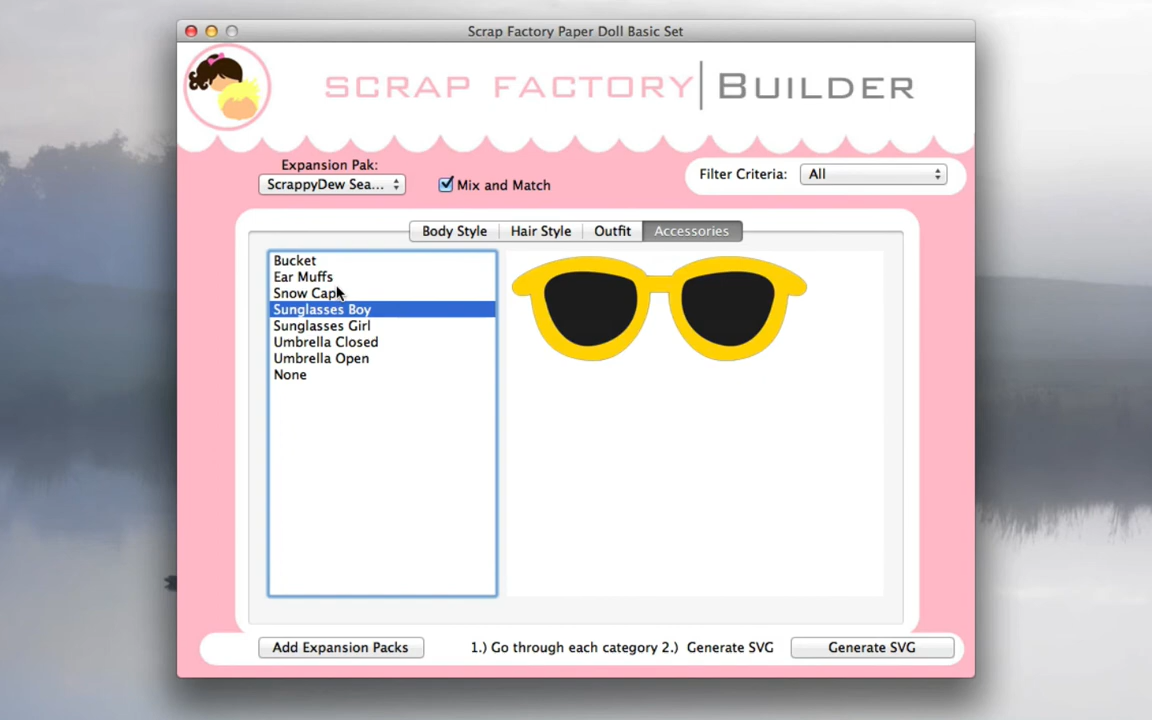 Scrap Factory Paper Doll Basic Set
SCRAP FACTORY | BUILDER
Expansion Pak:
ScrappyDew Sea...
Mix and Match
Filter Criteria:
All
Body Style
Hair Style
Outfit
Accessories
Bucket
Ear Muffs
Snow Cap
Sunglasses Boy
Sunglasses Girl
Umbrella Closed
Umbrella Open
None
Add Expansion Packs
1.) Go through each category 2.) Generate SVG
Generate SVG